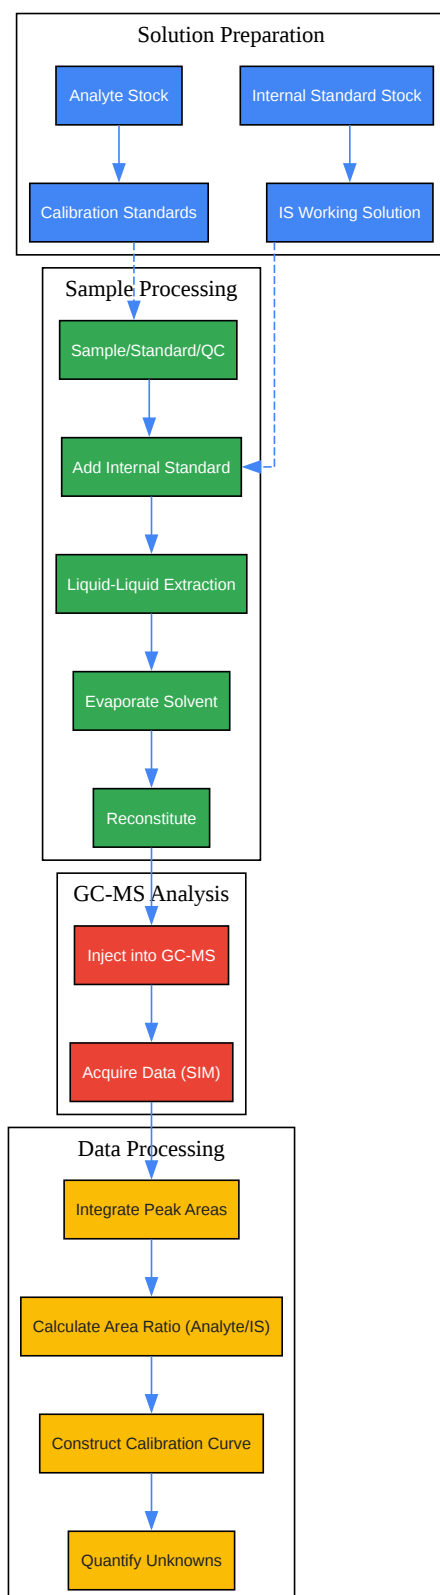 Solution Preparation
Analyte Stock
Internal Standard Stock
Calibration Standards
IS Working Solution
Sample Processing
Sample/Standard/QC
Add Internal Standard
Liquid-Liquid Extraction
Evaporate Solvent
Reconstitute
GC-MS Analysis
Inject into GC-MS
Acquire Data (SIM)
Data Processing
Integrate Peak Areas
Calculate Area Ratio (Analyte/IS)
Construct Calibration Curve
Quantify Unknowns